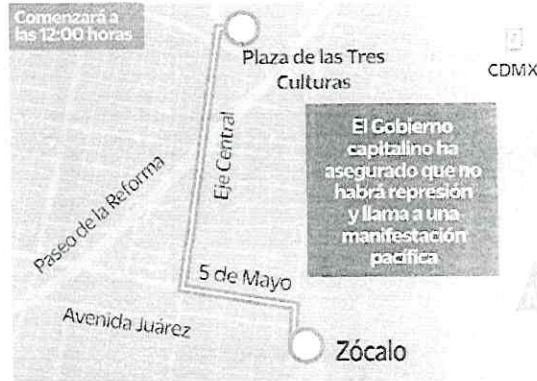 Comenzará a
las 12:00 horas
Plaza de las Tres
Culturas
CDMX
El Gobierno
capitalino ha
asegurado que no
habrá represión
y llama a una
manifestación
pacífica
Eje Central
Paseo de la Reforma
5 de Mayo
Avenida Juárez
Zócalo